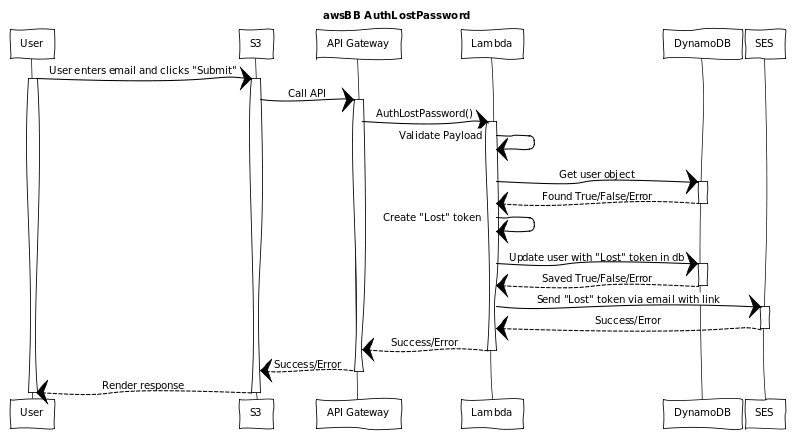 awsBB AuthLostPassword
User S3 API Gateway Lambda DynamoDB SES
User enters email and clicks "Submit"
Call API
AuthLostPassword()
Validate Payload
Get user object
Found True/False/Error
Create "Lost" token
Update user with "Lost" token in db
Saved True/False/Error
Send "Lost" token via email with link
Success/Error
Success/Error
Success/Error
Render response
User S3 API Gateway Lambda DynamoDB SES